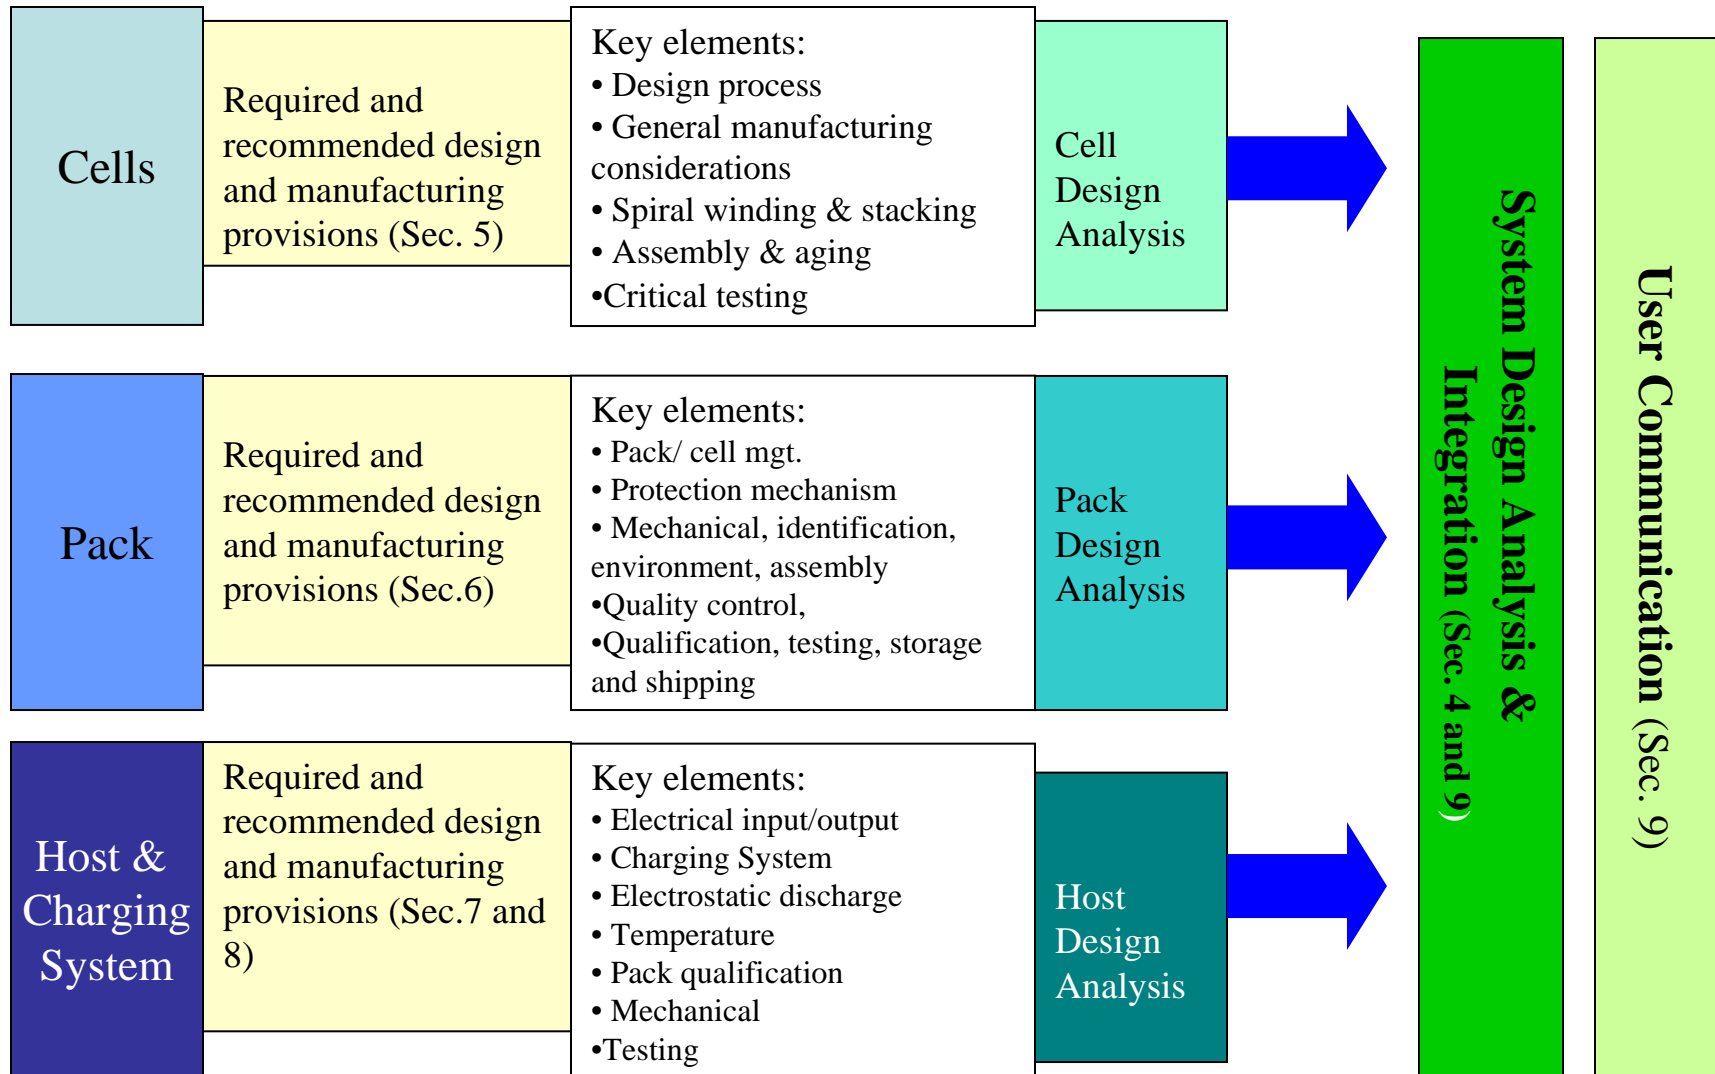 Cells
Required and
recommended design
and manufacturing
provisions (Sec. 5)
Key elements:
• Design process
• General manufacturing
considerations
• Spiral winding & stacking
• Assembly & aging
•Critical testing
Cell
Design
Analysis
Pack
Required and
recommended design
and manufacturing
provisions (Sec.6)
Key elements:
• Pack/ cell mgt.
• Protection mechanism
• Mechanical, identification,
environment, assembly
•Quality control,
•Qualification, testing, storage
and shipping
Pack
Design
Analysis
Host &
Charging
System
Required and
recommended design
and manufacturing
provisions (Sec.7 and
8)
Key elements:
• Electrical input/output
• Charging System
• Electrostatic discharge
• Temperature
• Pack qualification
• Mechanical
•Testing
Host
Design
Analysis
System Design Analysis &
Integration (Sec. 4 and 9)
User Communication (Sec. 9)